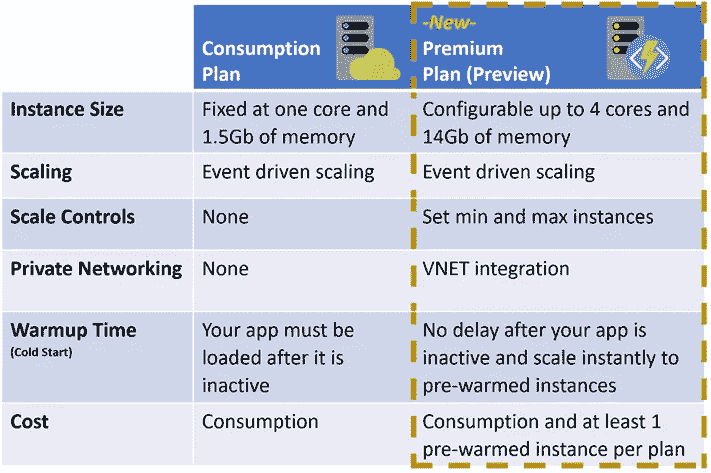 Consumption
Plan
-New-
Premium
Plan (Preview)
Instance Size
Fixed at one core and
1.5Gb of memory
Configurable up to 4 cores and
14Gb of memory
Scaling
Event driven scaling
Event driven scaling
Scale Controls
None
Set min and max instances
Private Networking
None
VNET integration
Warmup Time
(Cold Start)
Your app must be
loaded after it is
inactive
No delay after your app is
inactive and scale instantly to
pre-warmed instances
Cost
Consumption
Consumption and at least 1
pre-warmed instance per plan